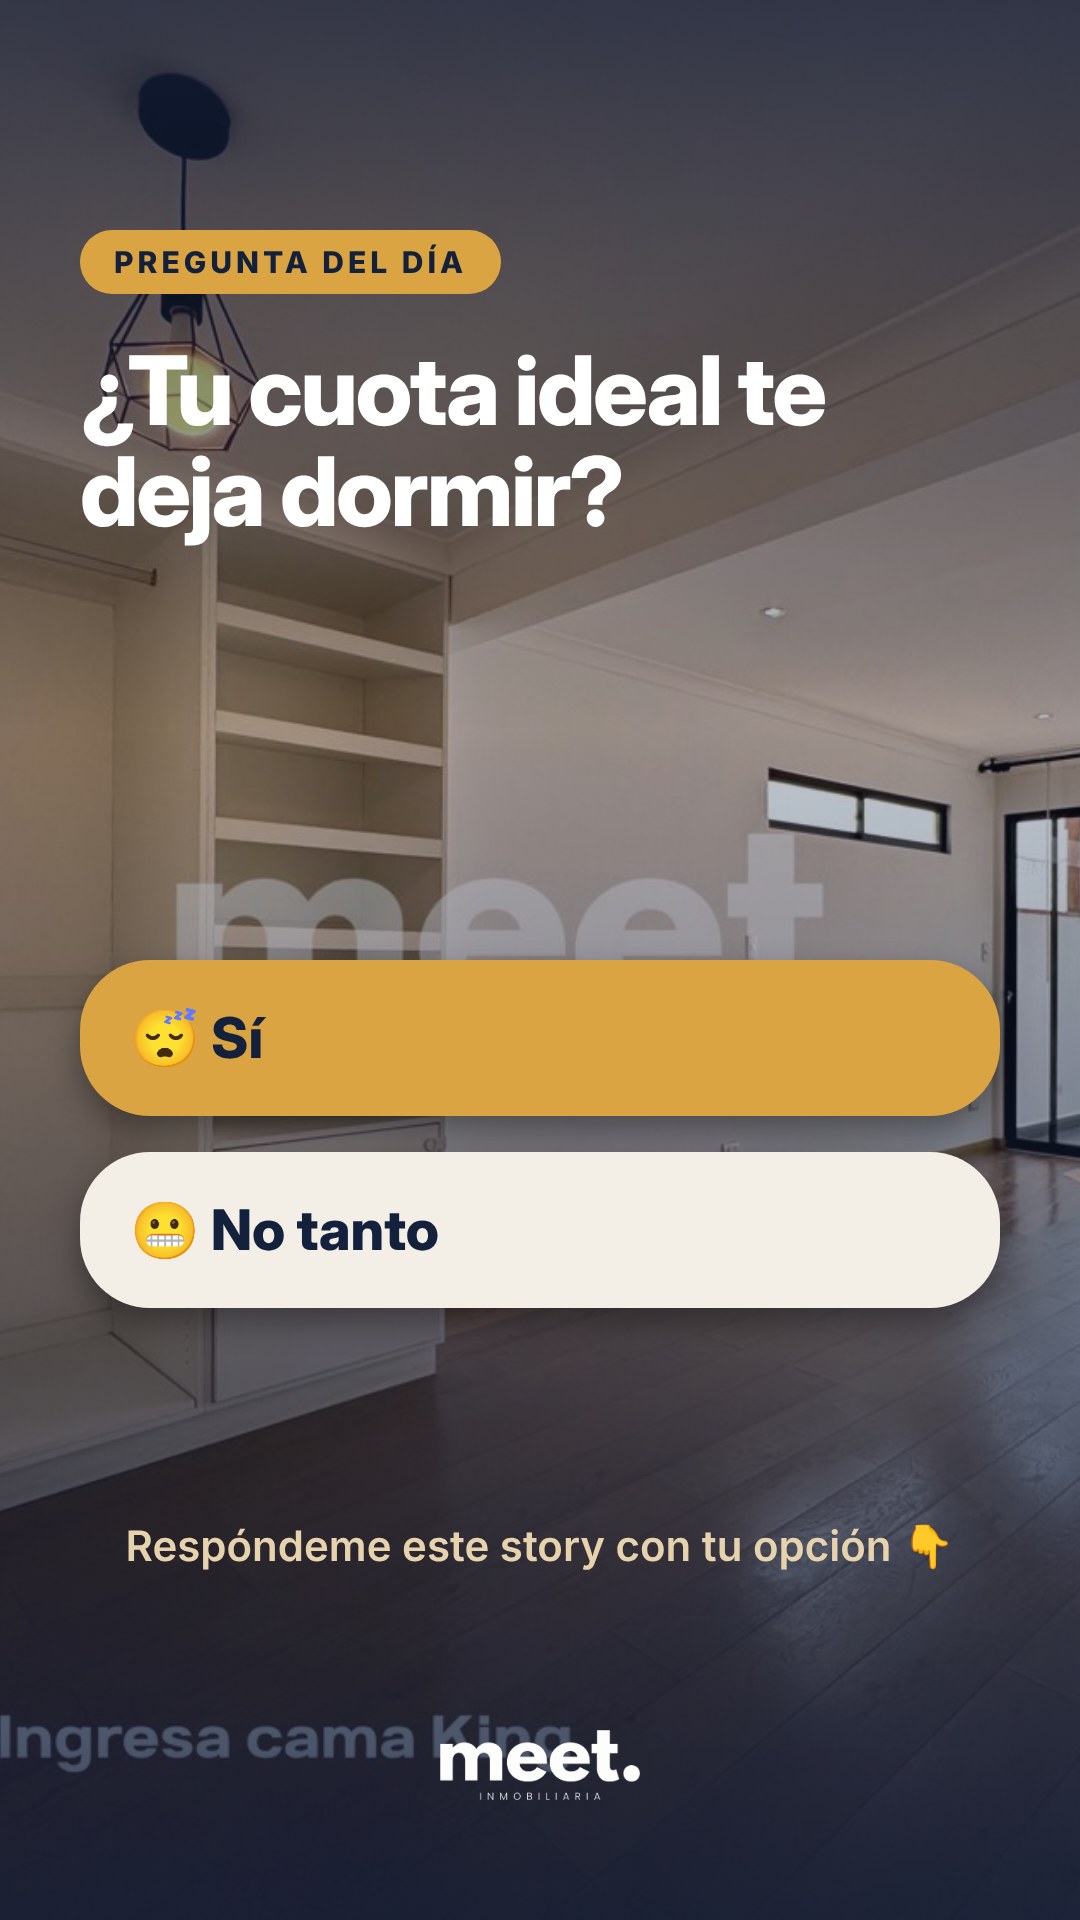 PREGUNTA DEL DÍA
¿Tu cuota ideal te
deja dormir?
meet
😴 Sí
😬 No tanto
Respóndeme este story con tu opción 👇
Ingresa cama King
meet.
INMOBILIARIA